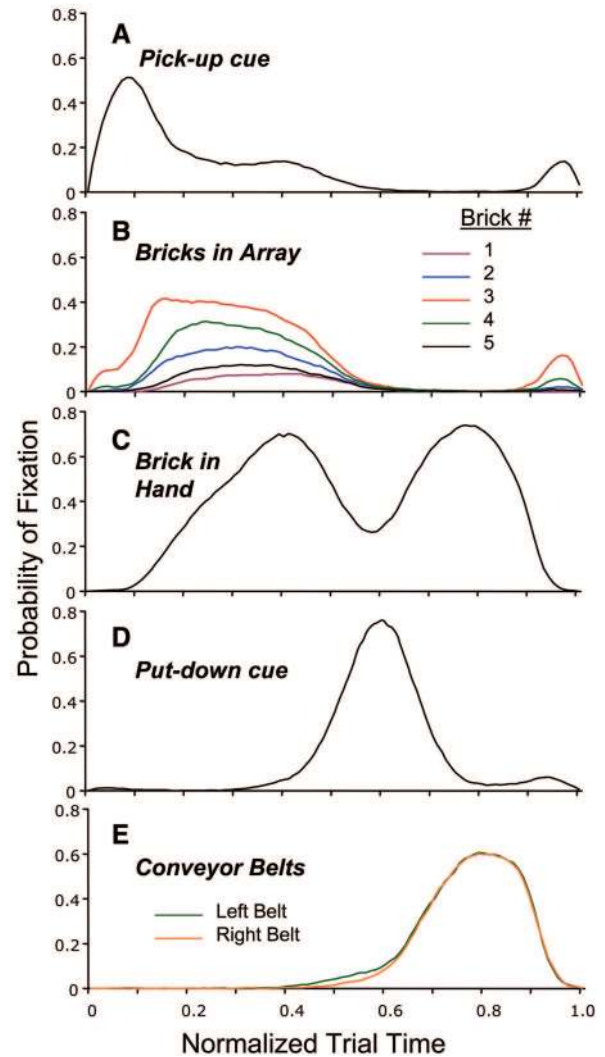 Probability of Fixation
0.8
A
Pick-up cue
0.6
0.4
0.2
0
0.8
B
Bricks in Array
Brick #
0.6
1
2
0.4
3
4
0.2
5
0
0.8
C
Brick in
Hand
0.6
0.4
0.2
0
0.8
D
Put-down cue
0.6
0.4
0.2
0
0.8
E
Conveyor Belts
0.6
Left Belt
0.4
Right Belt
0.2
0
0 0.2 0.4 0.6 0.8 1.0
Normalized Trial Time